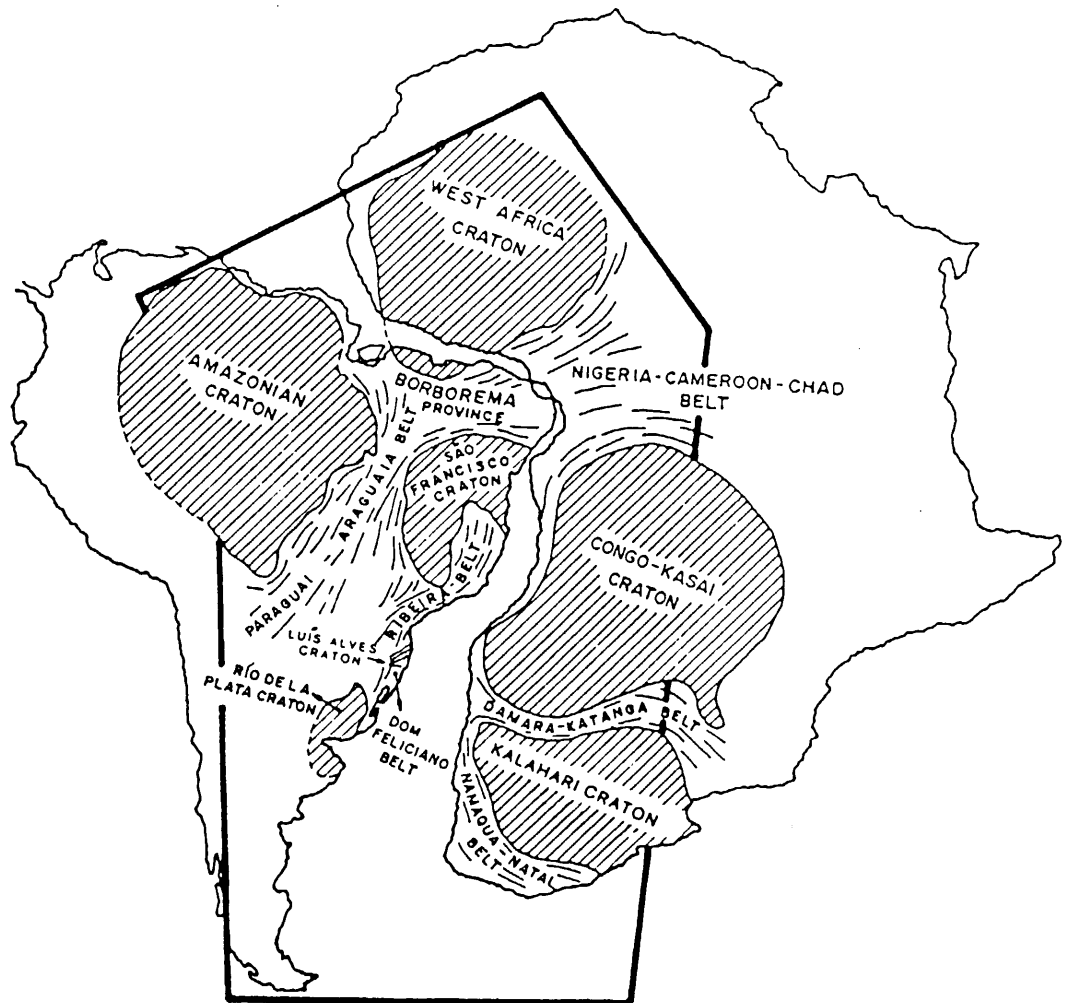 WEST AFRICA
CRATON
AMAZONIAN
CRATON
NIGERIA-CAMEROON-CHAD
BELT
BORBOREMA
PROVINCE
SÃO
FRANCISCO
CRATON
PARAGUAI ARAGUAIA BELT
CONGO-KASAI
CRATON
RIBEIR-BELT
LUÍS ALVES
CRATON
RÍO DE LA
PLATA CRATON
DOM
FELICIANO
BELT
DAMARA-KATANGA BELT
KALAHARI CRATON
NAMAQUA-NATAL
BELT